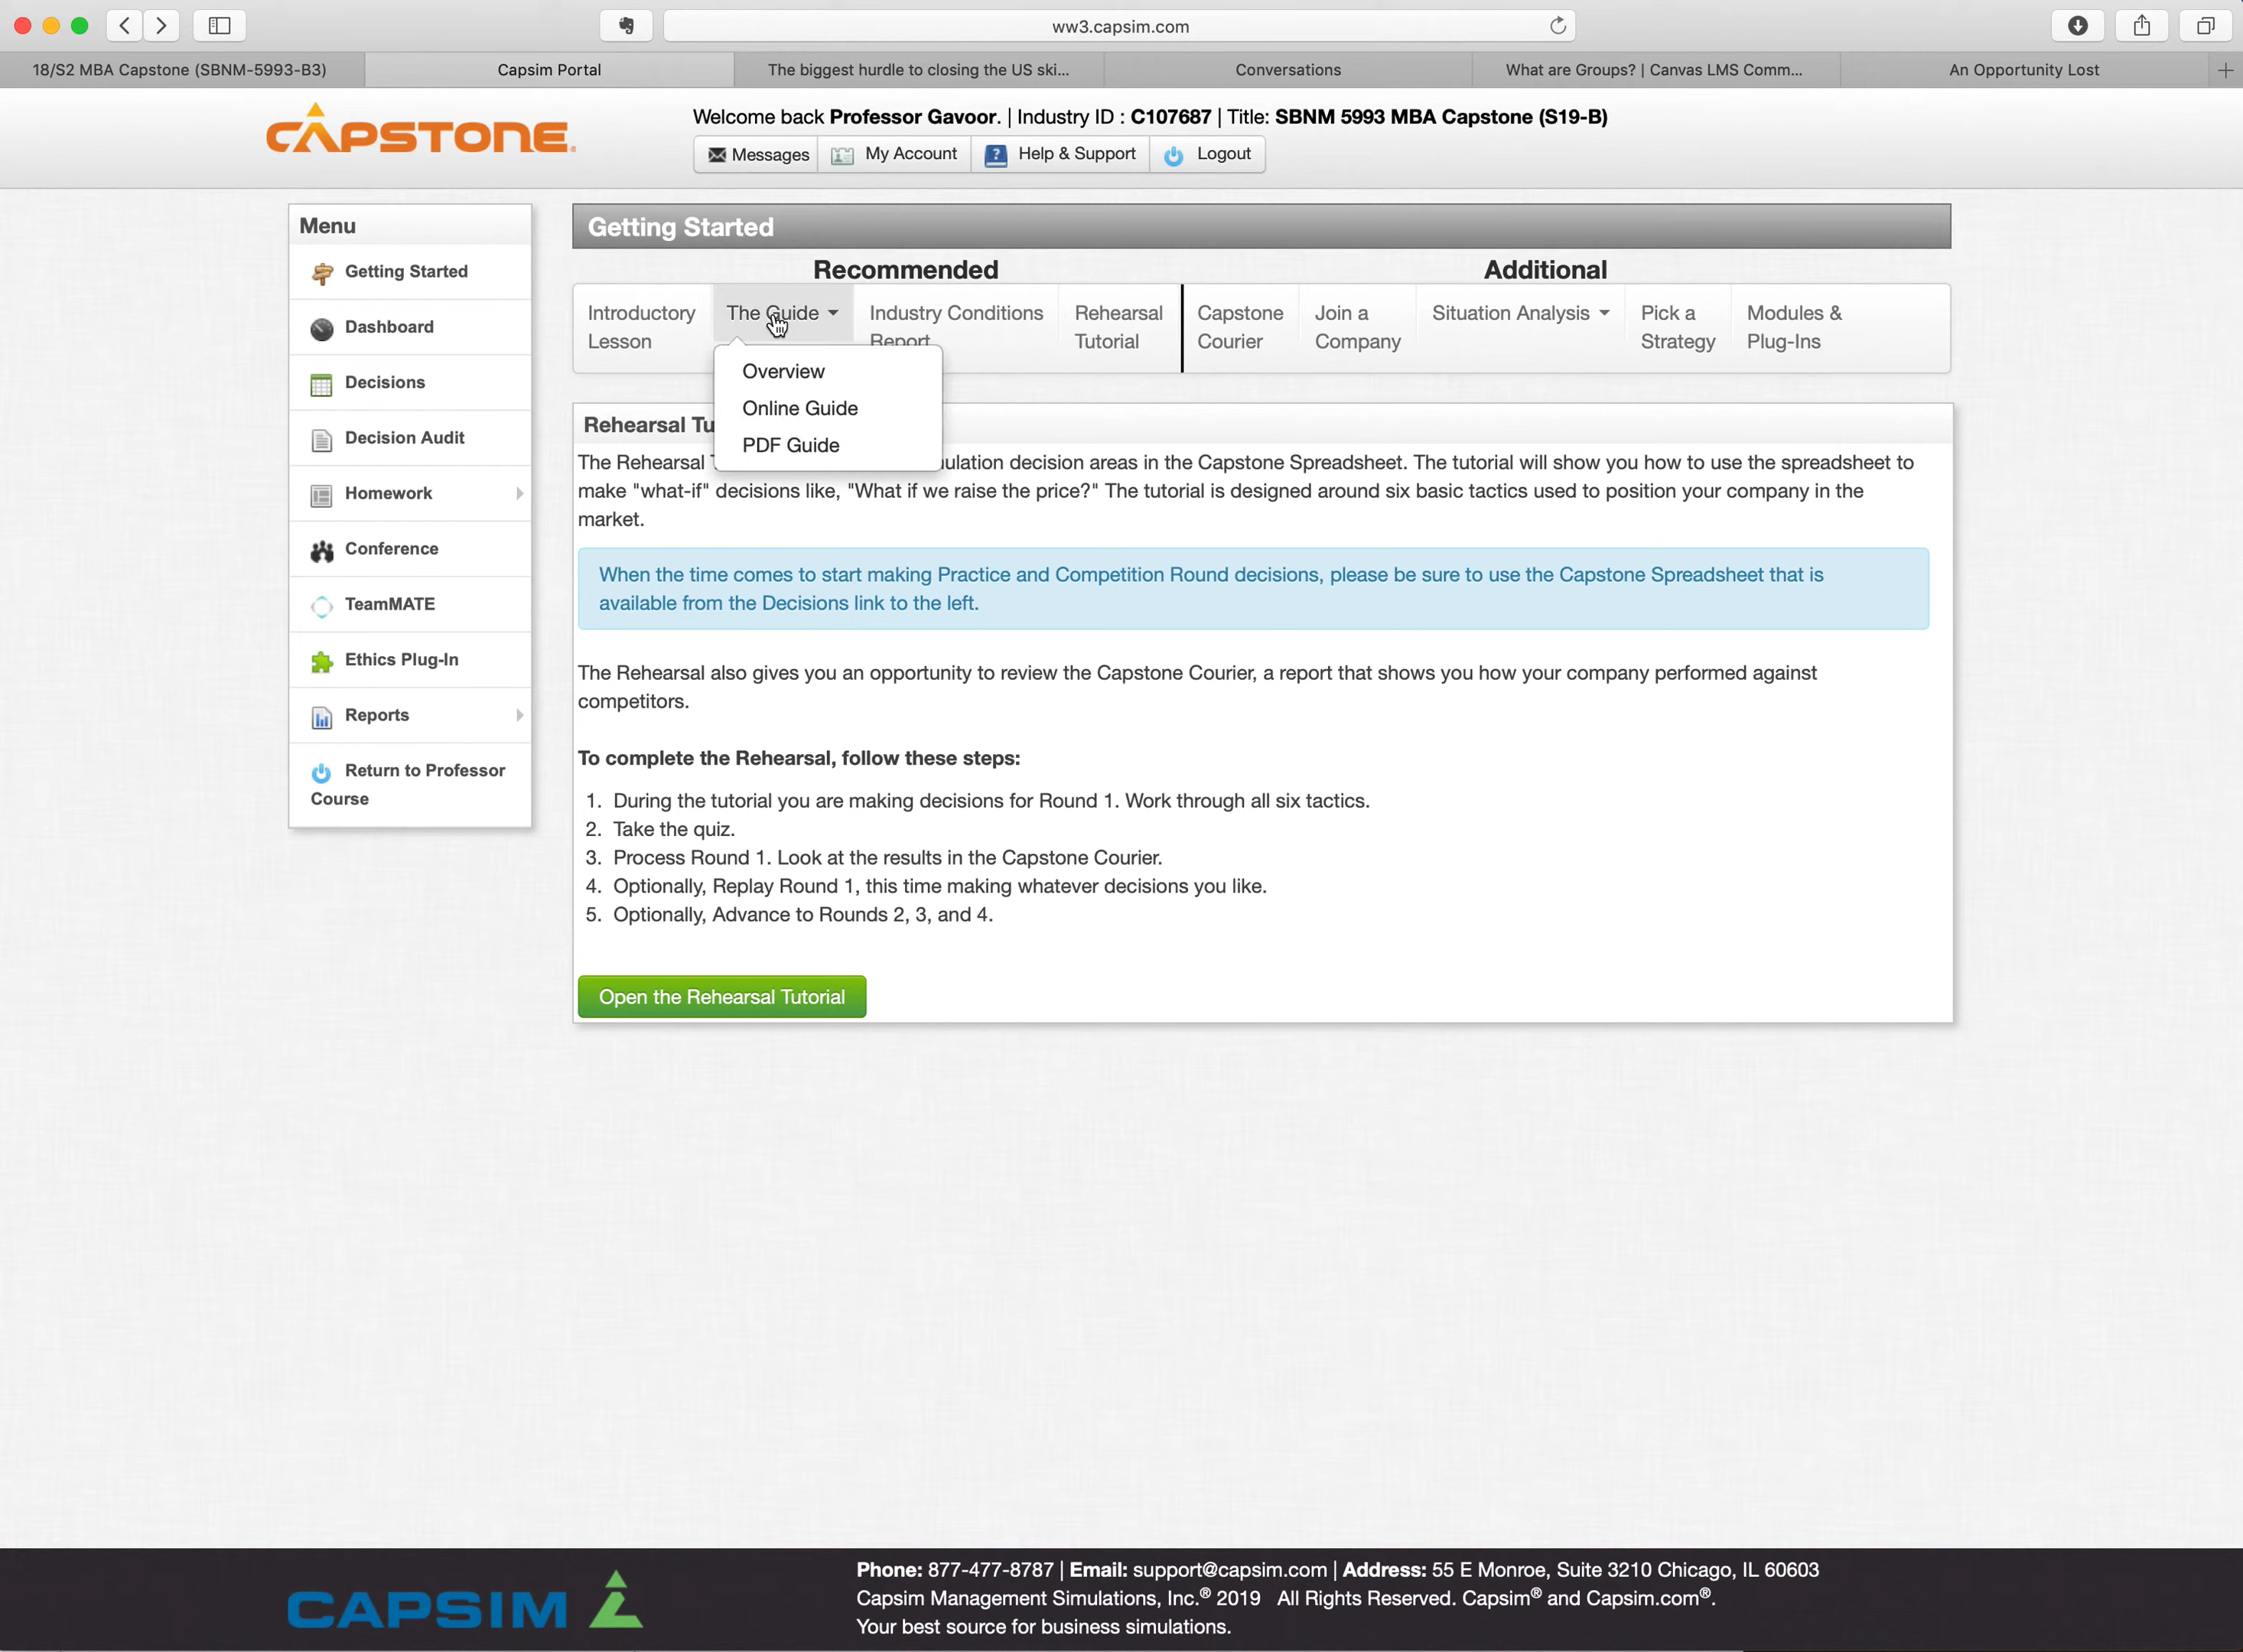 ww3.capsim.com
18/S2 MBA Capstone (SBNM-5993-B3)
Capsim Portal
The biggest hurdle to closing the US ski...
Conversations
What are Groups? | Canvas LMS Comm...
An Opportunity Lost
CAPSTONE
Welcome back Professor Gavoor. | Industry ID : C107687 | Title: SBNM 5993 MBA Capstone (S19-B)
Messages
My Account
Help & Support
Logout
Menu
Getting Started
Dashboard
Decisions
Decision Audit
Homework
Conference
TeamMATE
Ethics Plug-In
Reports
Return to Professor
Course
Getting Started
Recommended
Additional
Introductory
Lesson
The Guide
Industry Conditions
Report
Rehearsal
Tutorial
Capstone
Courier
Join a
Company
Situation Analysis
Pick a
Strategy
Modules &
Plug-Ins
Overview
Online Guide
PDF Guide
Rehearsal Tu
The Rehearsal ulation decision areas in the Capstone Spreadsheet. The tutorial will show you how to use the spreadsheet to
make "what-if" decisions like, "What if we raise the price?" The tutorial is designed around six basic tactics used to position your company in the
market.
When the time comes to start making Practice and Competition Round decisions, please be sure to use the Capstone Spreadsheet that is
available from the Decisions link to the left.
The Rehearsal also gives you an opportunity to review the Capstone Courier, a report that shows you how your company performed against
competitors.
To complete the Rehearsal, follow these steps:
1. During the tutorial you are making decisions for Round 1. Work through all six tactics.
2. Take the quiz.
3. Process Round 1. Look at the results in the Capstone Courier.
4. Optionally, Replay Round 1, this time making whatever decisions you like.
5. Optionally, Advance to Rounds 2, 3, and 4.
Open the Rehearsal Tutorial
CAPSIM
Phone: 877-477-8787 | Email: support@capsim.com | Address: 55 E Monroe, Suite 3210 Chicago, IL 60603
Capsim Management Simulations, Inc.® 2019 All Rights Reserved. Capsim® and Capsim.com®.
Your best source for business simulations.